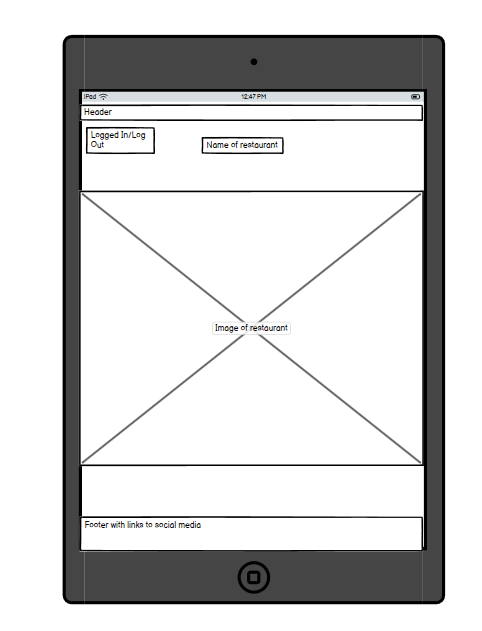 iPad 12:47 PM
Header
Logged In/Log
Out
Name of restaurant
Image of restaurant
Footer with links to social media